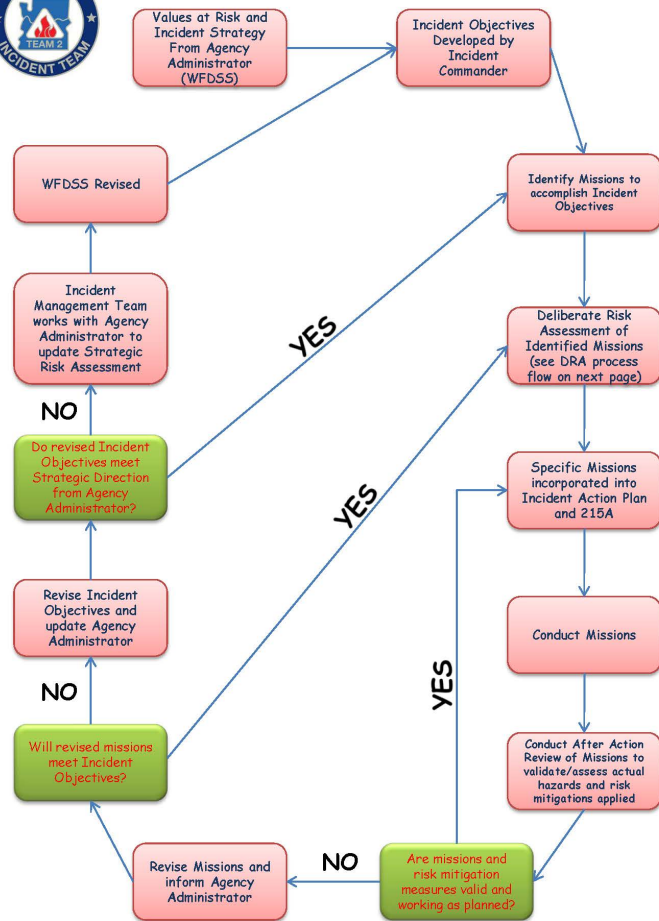 TEAM 2
INCIDENT TEAM
Values at Risk and
Incident Strategy
From Agency
Administrator
(WFDSS)
Incident Objectives
Developed by
Incident
Commander
WFDSS Revised
Identify Missions to
accomplish Incident
Objectives
Incident
Management Team
works with Agency
Administrator to
update Strategic
Risk Assessment
YES
Deliberate Risk
Assessment of
Identified Missions
(see DRA process
flow on next page)
NO
Do revised Incident
Objectives meet
Strategic Direction
from Agency
Administrator?
YES
Specific Missions
incorporated into
Incident Action Plan
and 215A
Revise Incident
Objectives and
update Agency
Administrator
Conduct Missions
NO
YES
Will revised missions
meet Incident
Objectives?
Conduct After Action
Review of Missions to
validate/assess actual
hazards and risk
mitigations applied
Revise Missions and
inform Agency
Administrator
NO
Are missions and
risk mitigation
measures valid and
working as planned?